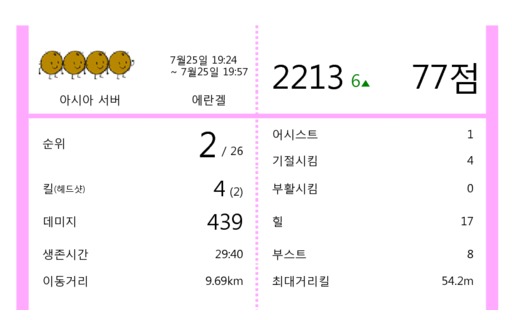 7월25일 19:24
~ 7월25일 19:57
아시아 서버
에란겔
2213 6▲
77점
순위 2 / 26
킬(헤드샷) 4 (2)
데미지 439
생존시간 29:40
이동거리 9.69km
어시스트 1
기절시킴 4
부활시킴 0
힐 17
부스트 8
최대거리킬 54.2m